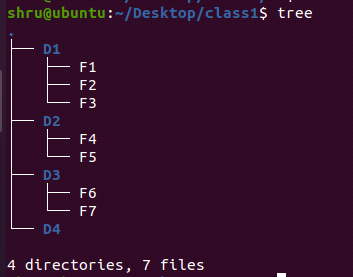 shru@ubuntu:~/Desktop/class1$ tree
.
├── D1
│   ├── F1
│   ├── F2
│   └── F3
├── D2
│   ├── F4
│   └── F5
├── D3
│   ├── F6
│   └── F7
└── D4
4 directories, 7 files